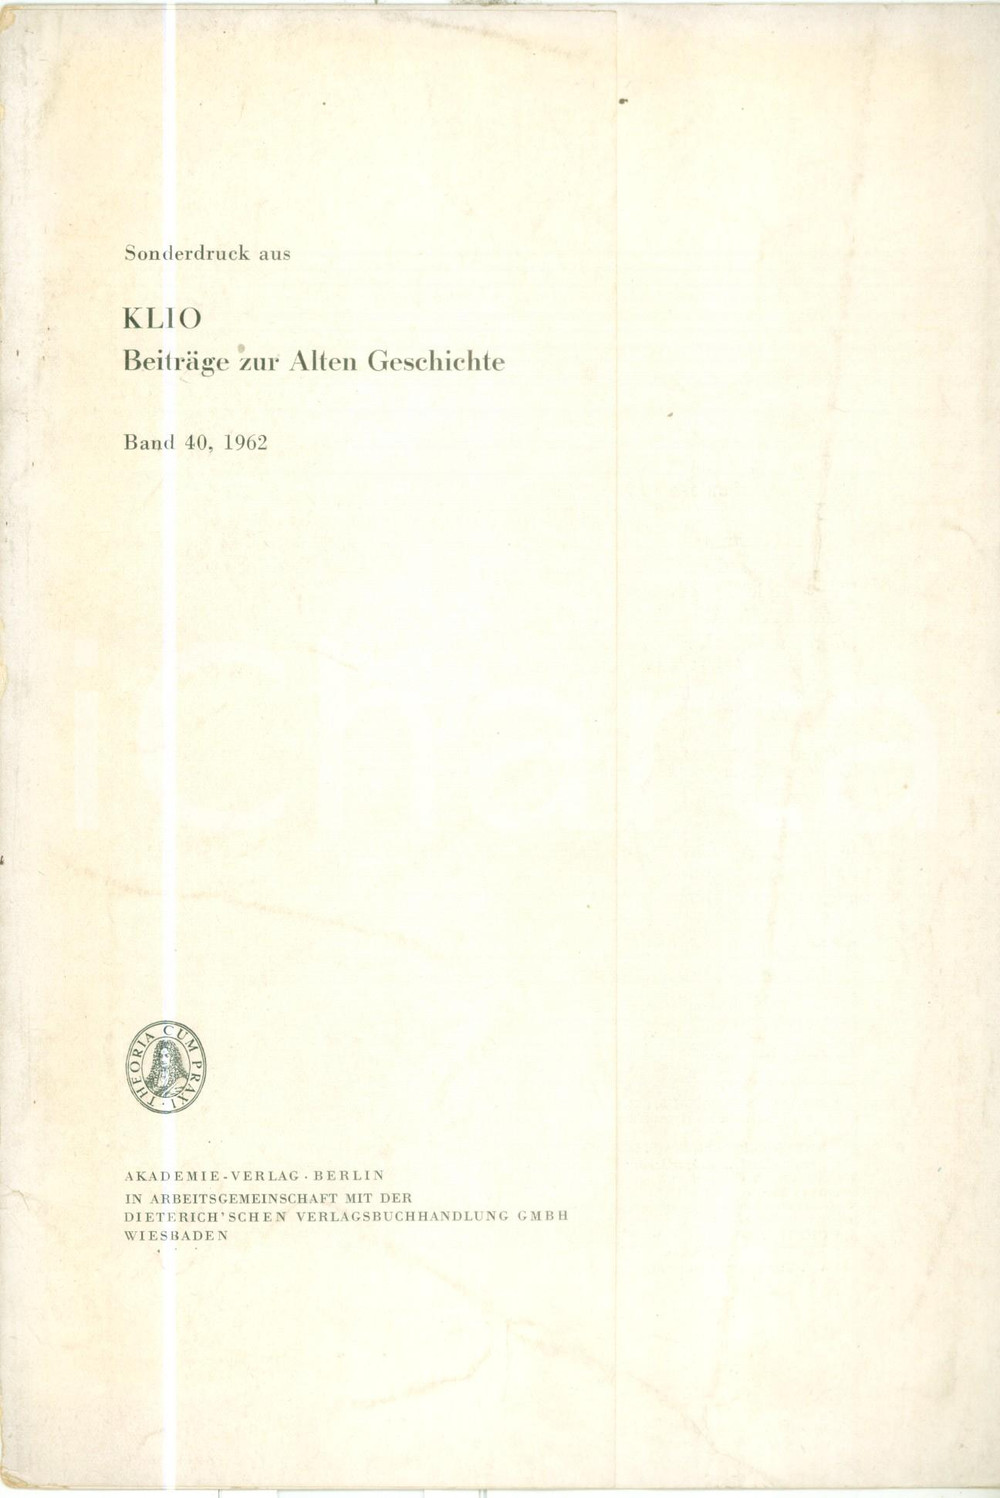 Sonderdruck aus
KLIO
Beiträge zur Alten Geschichte
Band 40, 1962
THEORIA CUM PRAXI
AKADEMIE-VERLAG · BERLIN
IN ARBEITSGEMEINSCHAFT MIT DER
DIETERICH'SCHEN VERLAGSBUCHHANDLUNG GMBH
WIESBADEN